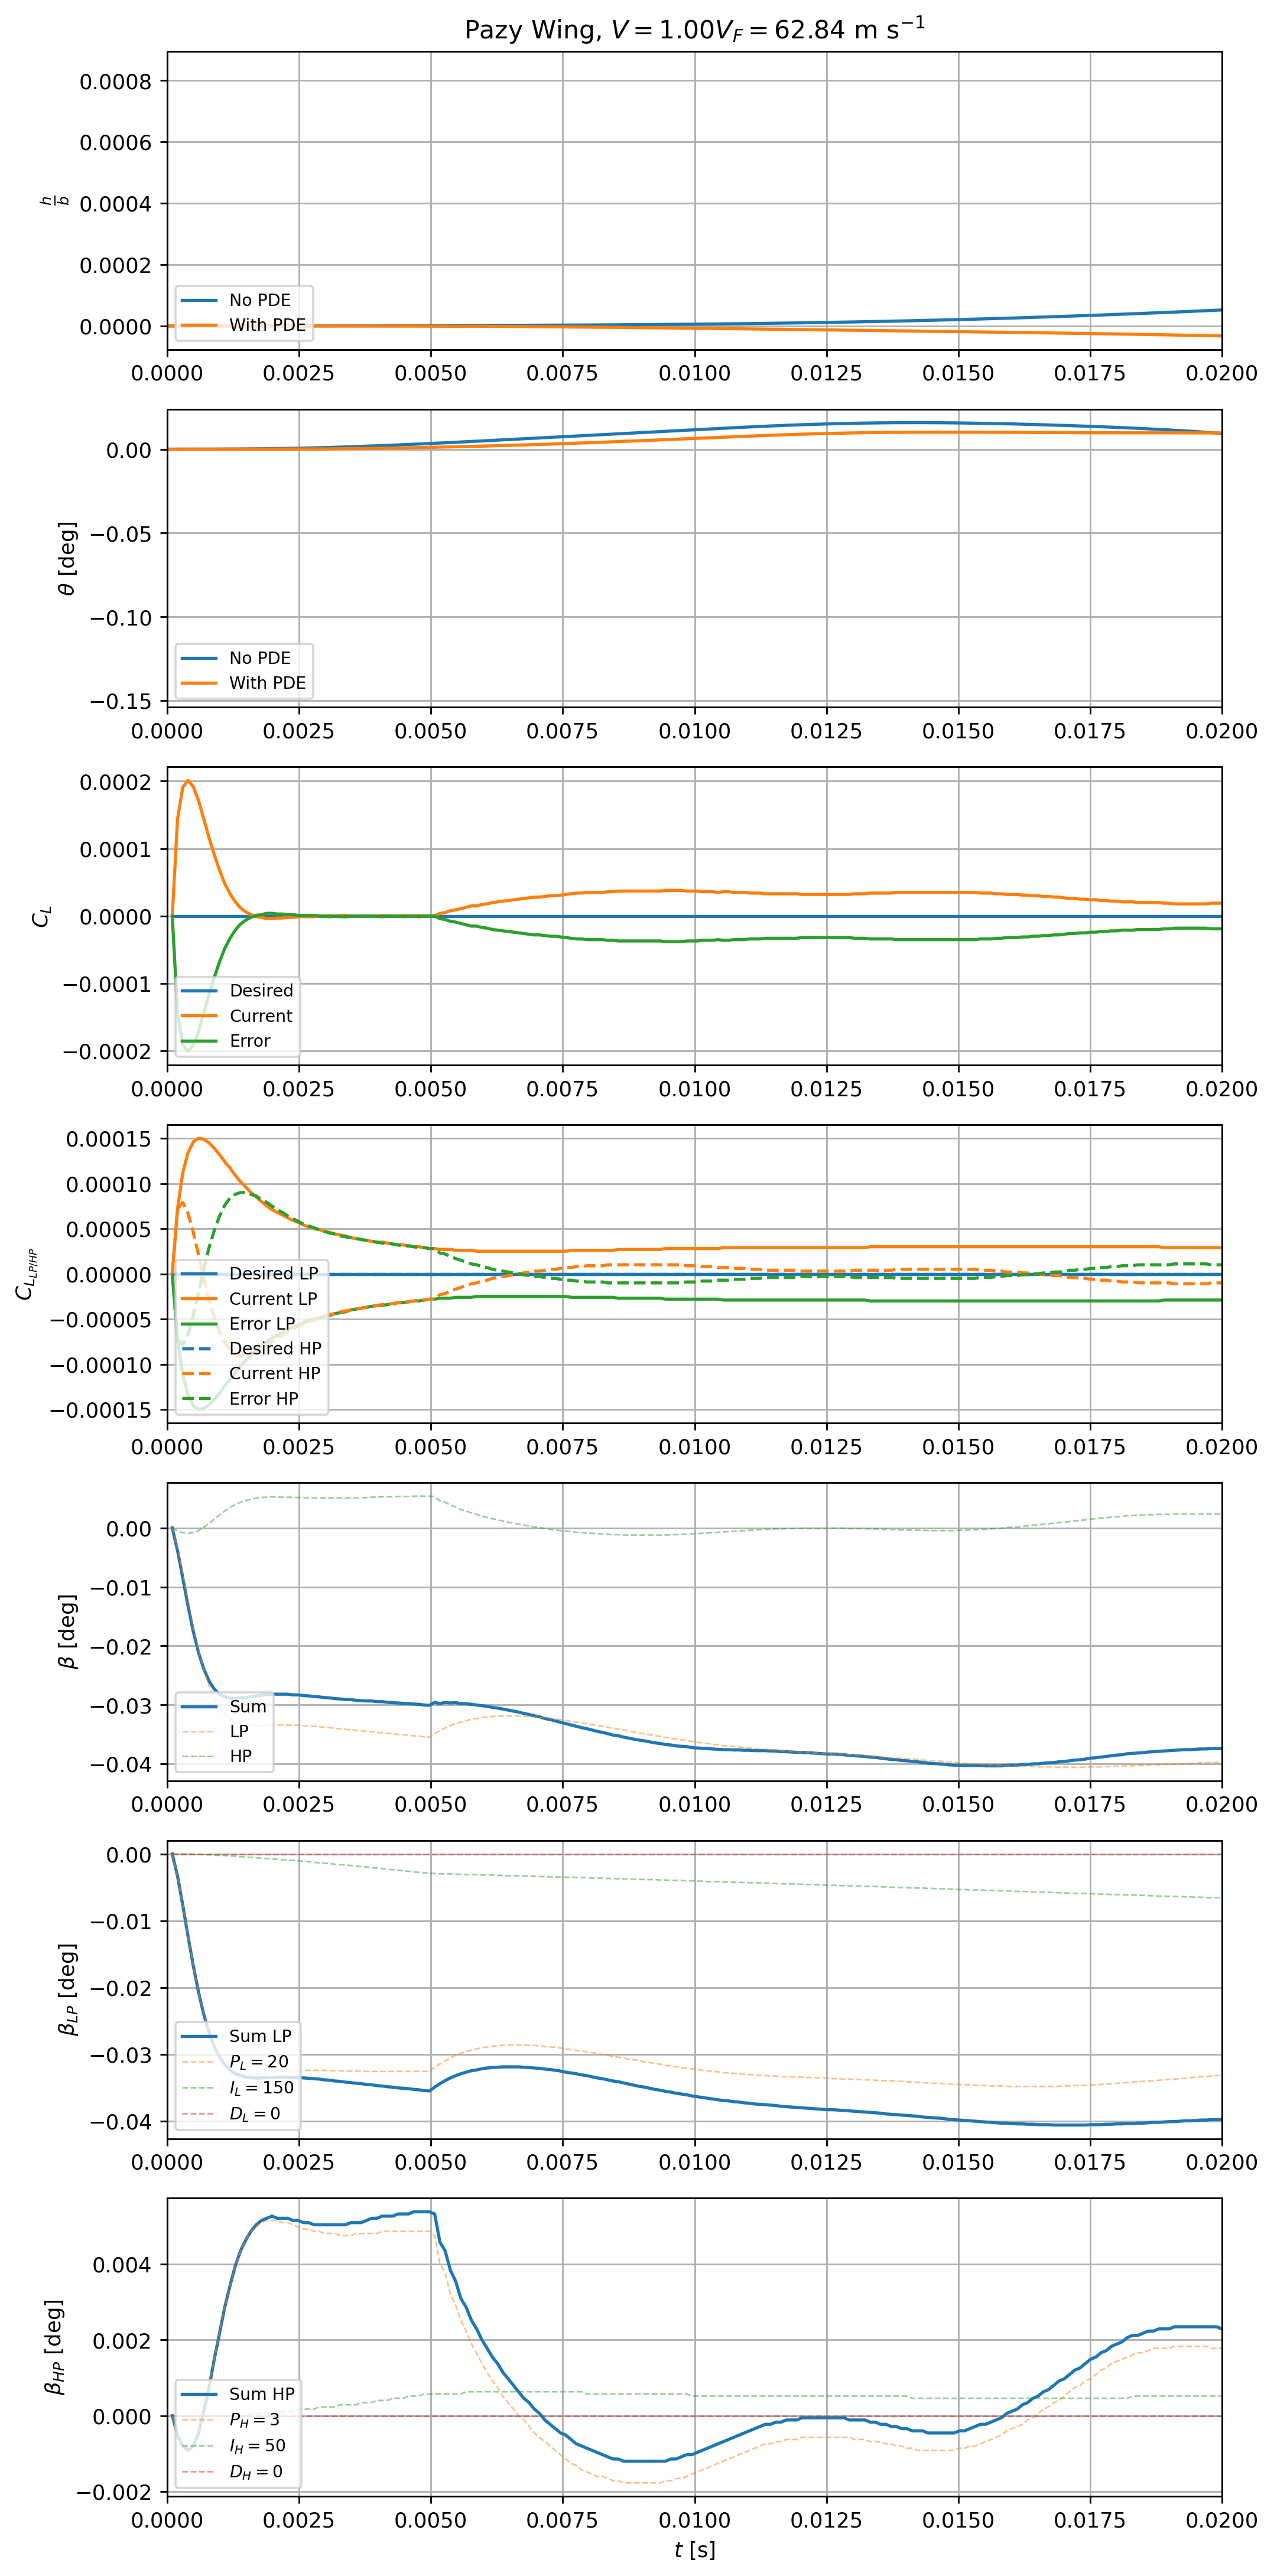 Pazy Wing, V = 1.00V_F = 62.84 m s⁻¹
0.0008
0.0006
0.0004
0.0002
0.0000
h/b
No PDE
With PDE
0.0000 0.0025 0.0050 0.0075 0.0100 0.0125 0.0150 0.0175 0.0200
0.00
−0.05
−0.10
−0.15
θ [deg]
No PDE
With PDE
0.0000 0.0025 0.0050 0.0075 0.0100 0.0125 0.0150 0.0175 0.0200
0.0002
0.0001
0.0000
−0.0001
−0.0002
C_L
Desired
Current
Error
0.0000 0.0025 0.0050 0.0075 0.0100 0.0125 0.0150 0.0175 0.0200
0.00015
0.00010
0.00005
0.00000
−0.00005
−0.00010
−0.00015
C_{L_{LP/HP}}
Desired LP
Current LP
Error LP
Desired HP
Current HP
Error HP
0.0000 0.0025 0.0050 0.0075 0.0100 0.0125 0.0150 0.0175 0.0200
0.00
−0.01
−0.02
−0.03
−0.04
β [deg]
Sum
LP
HP
0.0000 0.0025 0.0050 0.0075 0.0100 0.0125 0.0150 0.0175 0.0200
0.00
−0.01
−0.02
−0.03
−0.04
β_{LP} [deg]
Sum LP
P_L = 20
I_L = 150
D_L = 0
0.0000 0.0025 0.0050 0.0075 0.0100 0.0125 0.0150 0.0175 0.0200
0.004
0.002
0.000
−0.002
β_{HP} [deg]
Sum HP
P_H = 3
I_H = 50
D_H = 0
0.0000 0.0025 0.0050 0.0075 0.0100 0.0125 0.0150 0.0175 0.0200
t [s]